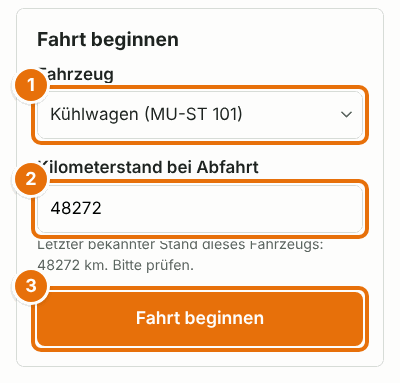 Fahrt beginnen
1
Fahrzeug
Kühlwagen (MU-ST 101)
Kilometerstand bei Abfahrt
2
48272
Letzter bekannter Stand dieses Fahrzeugs:
48272 km. Bitte prüfen.
3
Fahrt beginnen